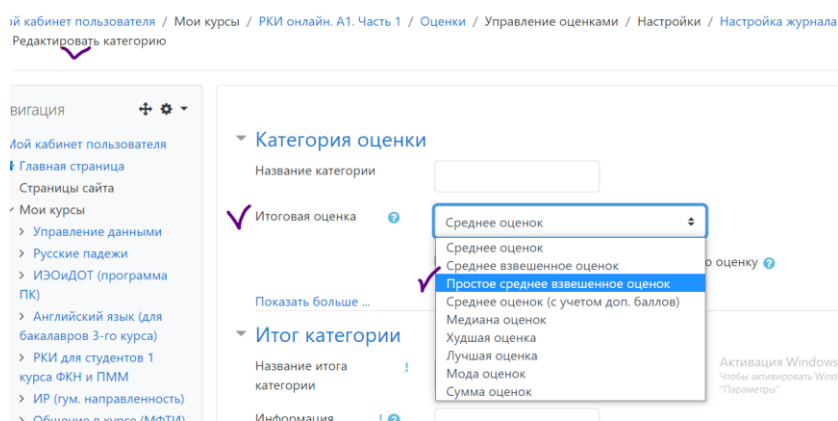 ой кабинет пользователя / Мои курсы / РКИ онлайн. А1. Часть 1 / Оценки / Управление оценками / Настройки / Настройка журнала
Редактировать категорию
вигация
Мой кабинет пользователя
Главная страница
Страницы сайта
Мои курсы
Управление данными
Русские падежи
ИЭОиДОТ (программа
ПК)
Английский язык (для
бакалавров 3-го курса)
РКИ для студентов 1
курса ФКН и ПММ
ИР (гум. направленность)
Общение в курсе (МФТИ)
Категория оценки
Название категории
Итоговая оценка
Среднее оценок
Среднее оценок
Среднее взвешенное оценок
Простое среднее взвешенное оценок
Среднее оценок (с учетом доп. баллов)
Медиана оценок
Худшая оценка
Лучшая оценка
Мода оценок
Сумма оценок
о оценку
Показать больше ...
Итог категории
Название итога
категории
Информация
Активация Windows
Чтобы активировать Wind
"Параметры".